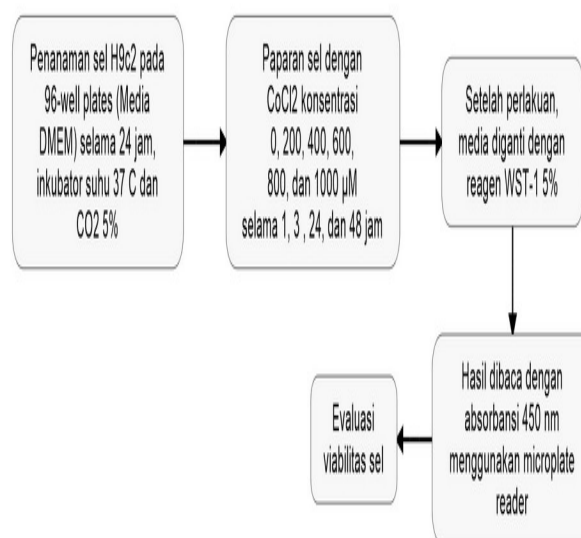 Penanaman sel H9c2 pada
96-well plates (Media
DMEM) selama 24 jam,
inkubator suhu 37 C dan
CO2 5%
Paparan sel dengan
CoCl2 konsentrasi
0, 200, 400, 600,
800, dan 1000 µM
selama 1, 3 , 24, dan 48 jam
Setelah perlakuan,
media diganti dengan
reagen WST-1 5%
Hasil dibaca dengan
absorbansi 450 nm
menggunakan microplate
reader
Evaluasi
viabilitas sel